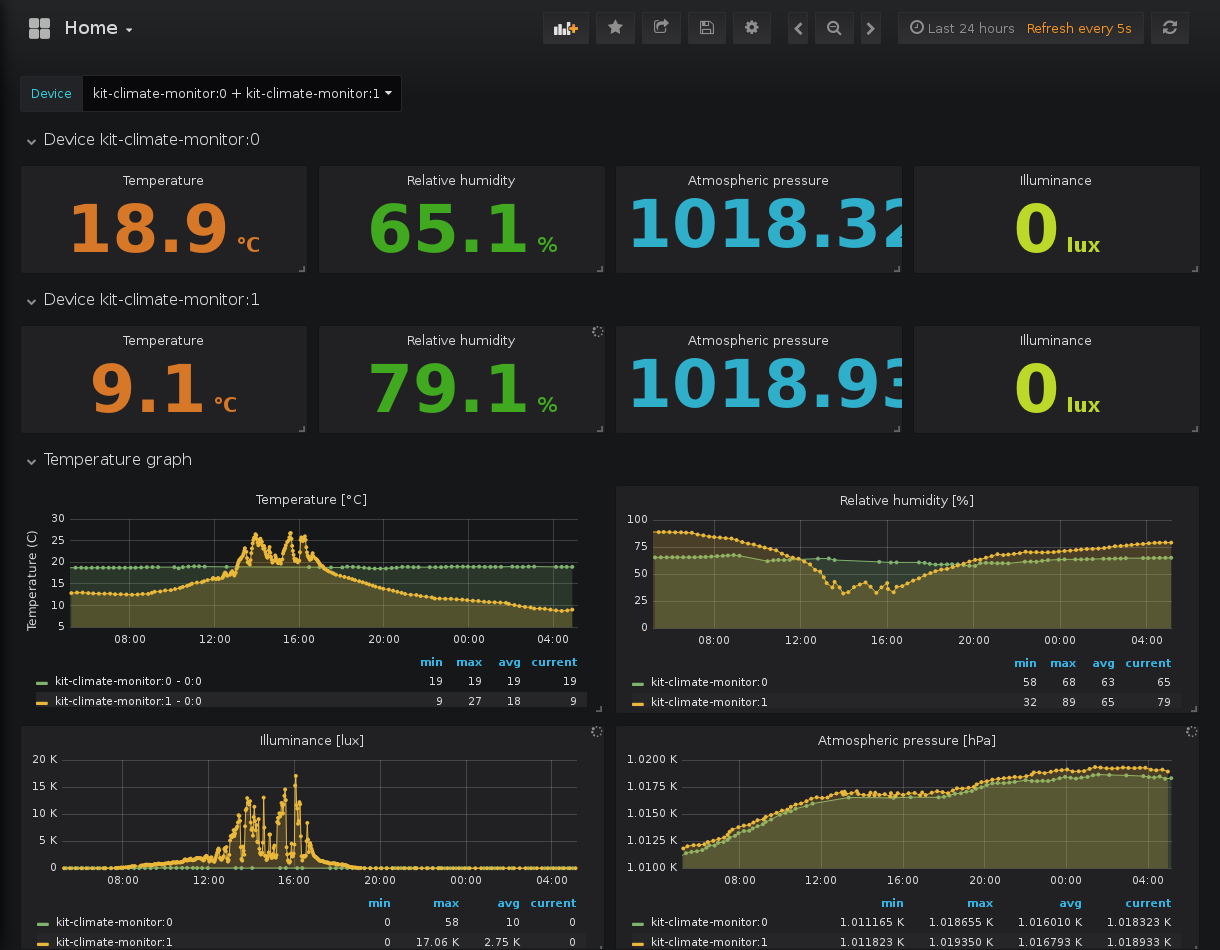 Home
Last 24 hours Refresh every 5s
Device kit-climate-monitor:0 + kit-climate-monitor:1
Device kit-climate-monitor:0
Temperature Relative humidity Atmospheric pressure Illuminance
18.9 °C 65.1 % 1018.32 0 lux
Device kit-climate-monitor:1
Temperature Relative humidity Atmospheric pressure Illuminance
9.1 °C 79.1 % 1018.93 0 lux
Temperature graph
Temperature [°C]
Temperature (C)
30
25
20
15
10
5
08:00 12:00 16:00 20:00 00:00 04:00
min max avg current
kit-climate-monitor:0 - 0:0 19 19 19 19
kit-climate-monitor:1 - 0:0 9 27 18 9
Relative humidity [%]
100
75
50
25
0
08:00 12:00 16:00 20:00 00:00 04:00
min max avg current
kit-climate-monitor:0 58 68 63 65
kit-climate-monitor:1 32 89 65 79
Illuminance [lux]
20 K
15 K
10 K
5 K
0
08:00 12:00 16:00 20:00 00:00 04:00
min max avg current
kit-climate-monitor:0 0 58 10 0
kit-climate-monitor:1 0 17.06 K 2.75 K 0
Atmospheric pressure [hPa]
1.0200 K
1.0175 K
1.0150 K
1.0125 K
1.0100 K
08:00 12:00 16:00 20:00 00:00 04:00
min max avg current
kit-climate-monitor:0 1.011165 K 1.018655 K 1.016010 K 1.018323 K
kit-climate-monitor:1 1.011823 K 1.019350 K 1.016793 K 1.018933 K